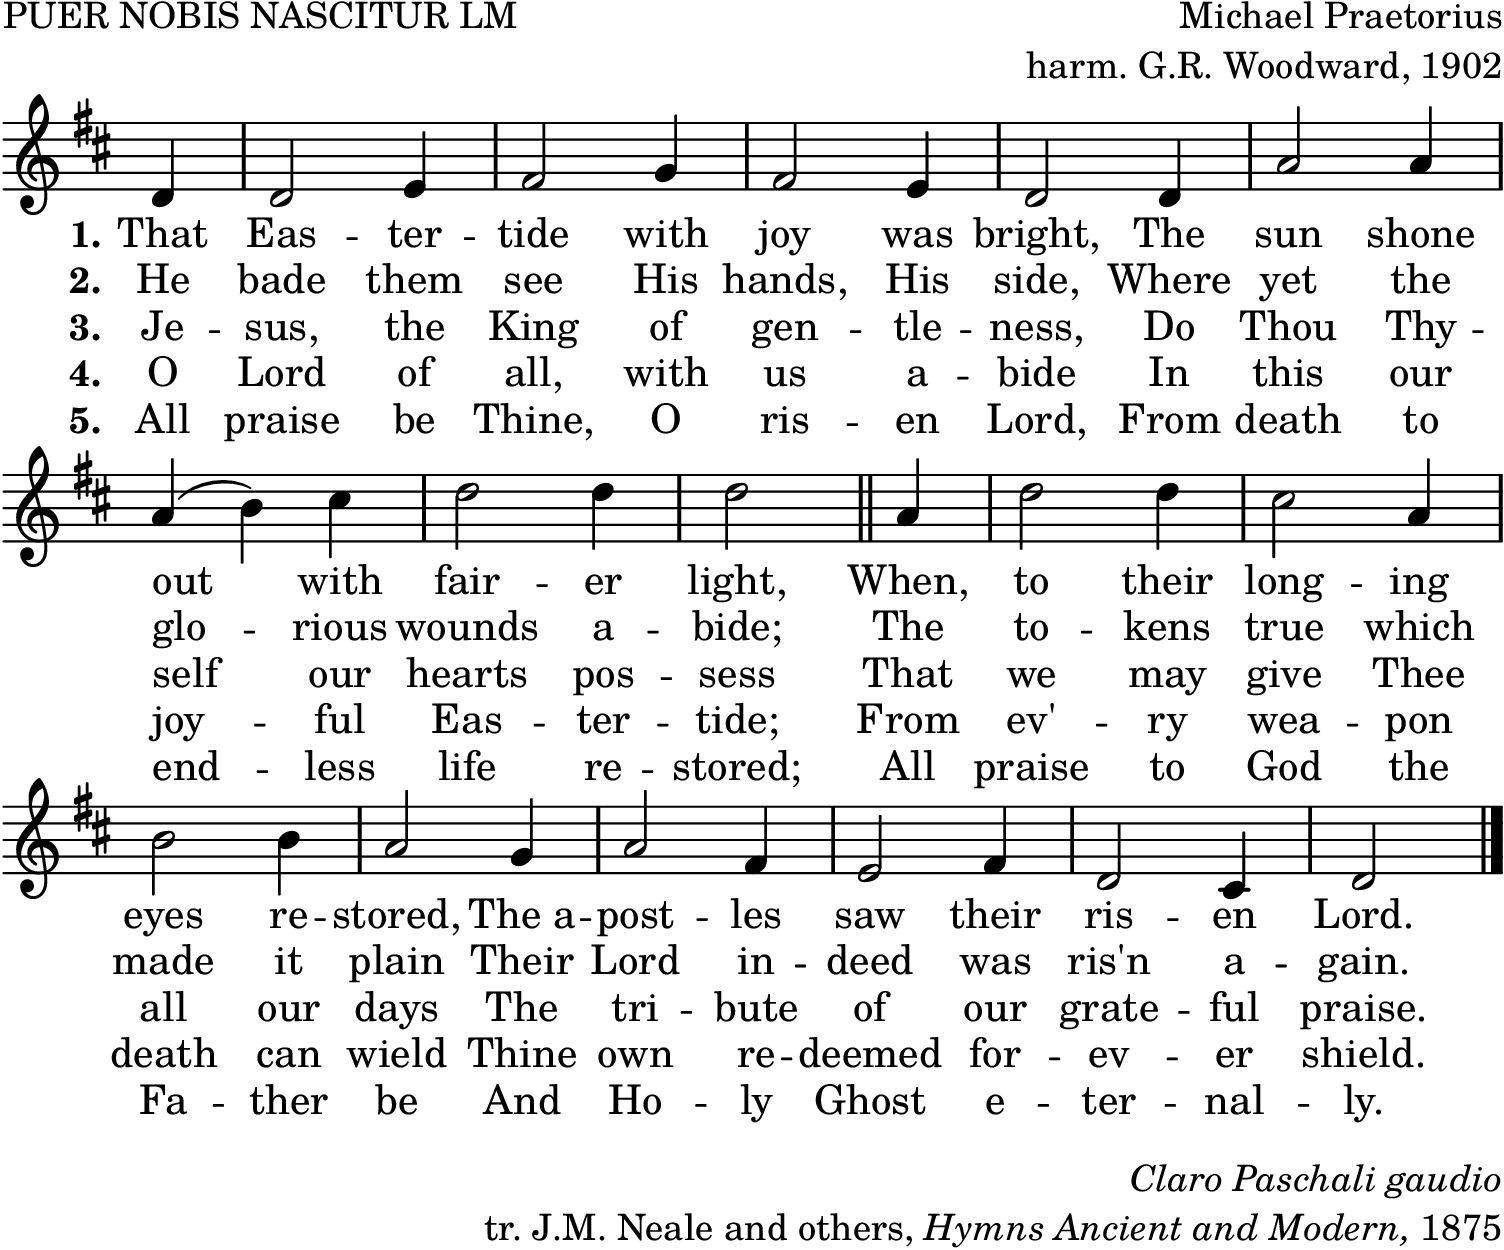 PUER NOBIS NASCITUR LM Michael Praetorius
harm. G.R. Woodward, 1902
1. That Eas - ter - tide with joy was bright, The sun shone
2. He bade them see His hands, His side, Where yet the
3. Je - sus, the King of gen - tle - ness, Do Thou Thy -
4. O Lord of all, with us a - bide In this our
5. All praise be Thine, O ris - en Lord, From death to
out with fair - er light, When, to their long - ing
glo - rious wounds a - bide; The to - kens true which
self our hearts pos - sess That we may give Thee
joy - ful Eas - ter - tide; From ev' - ry wea - pon
end - less life re - stored; All praise to God the
eyes re - stored, The a - post - les saw their ris - en Lord.
made it plain Their Lord in - deed was ris'n a - gain.
all our days The tri - bute of our grate - ful praise.
death can wield Thine own re - deemed for - ev - er shield.
Fa - ther be And Ho - ly Ghost e - ter - nal - ly.
Claro Paschali gaudio
tr. J.M. Neale and others, Hymns Ancient and Modern, 1875